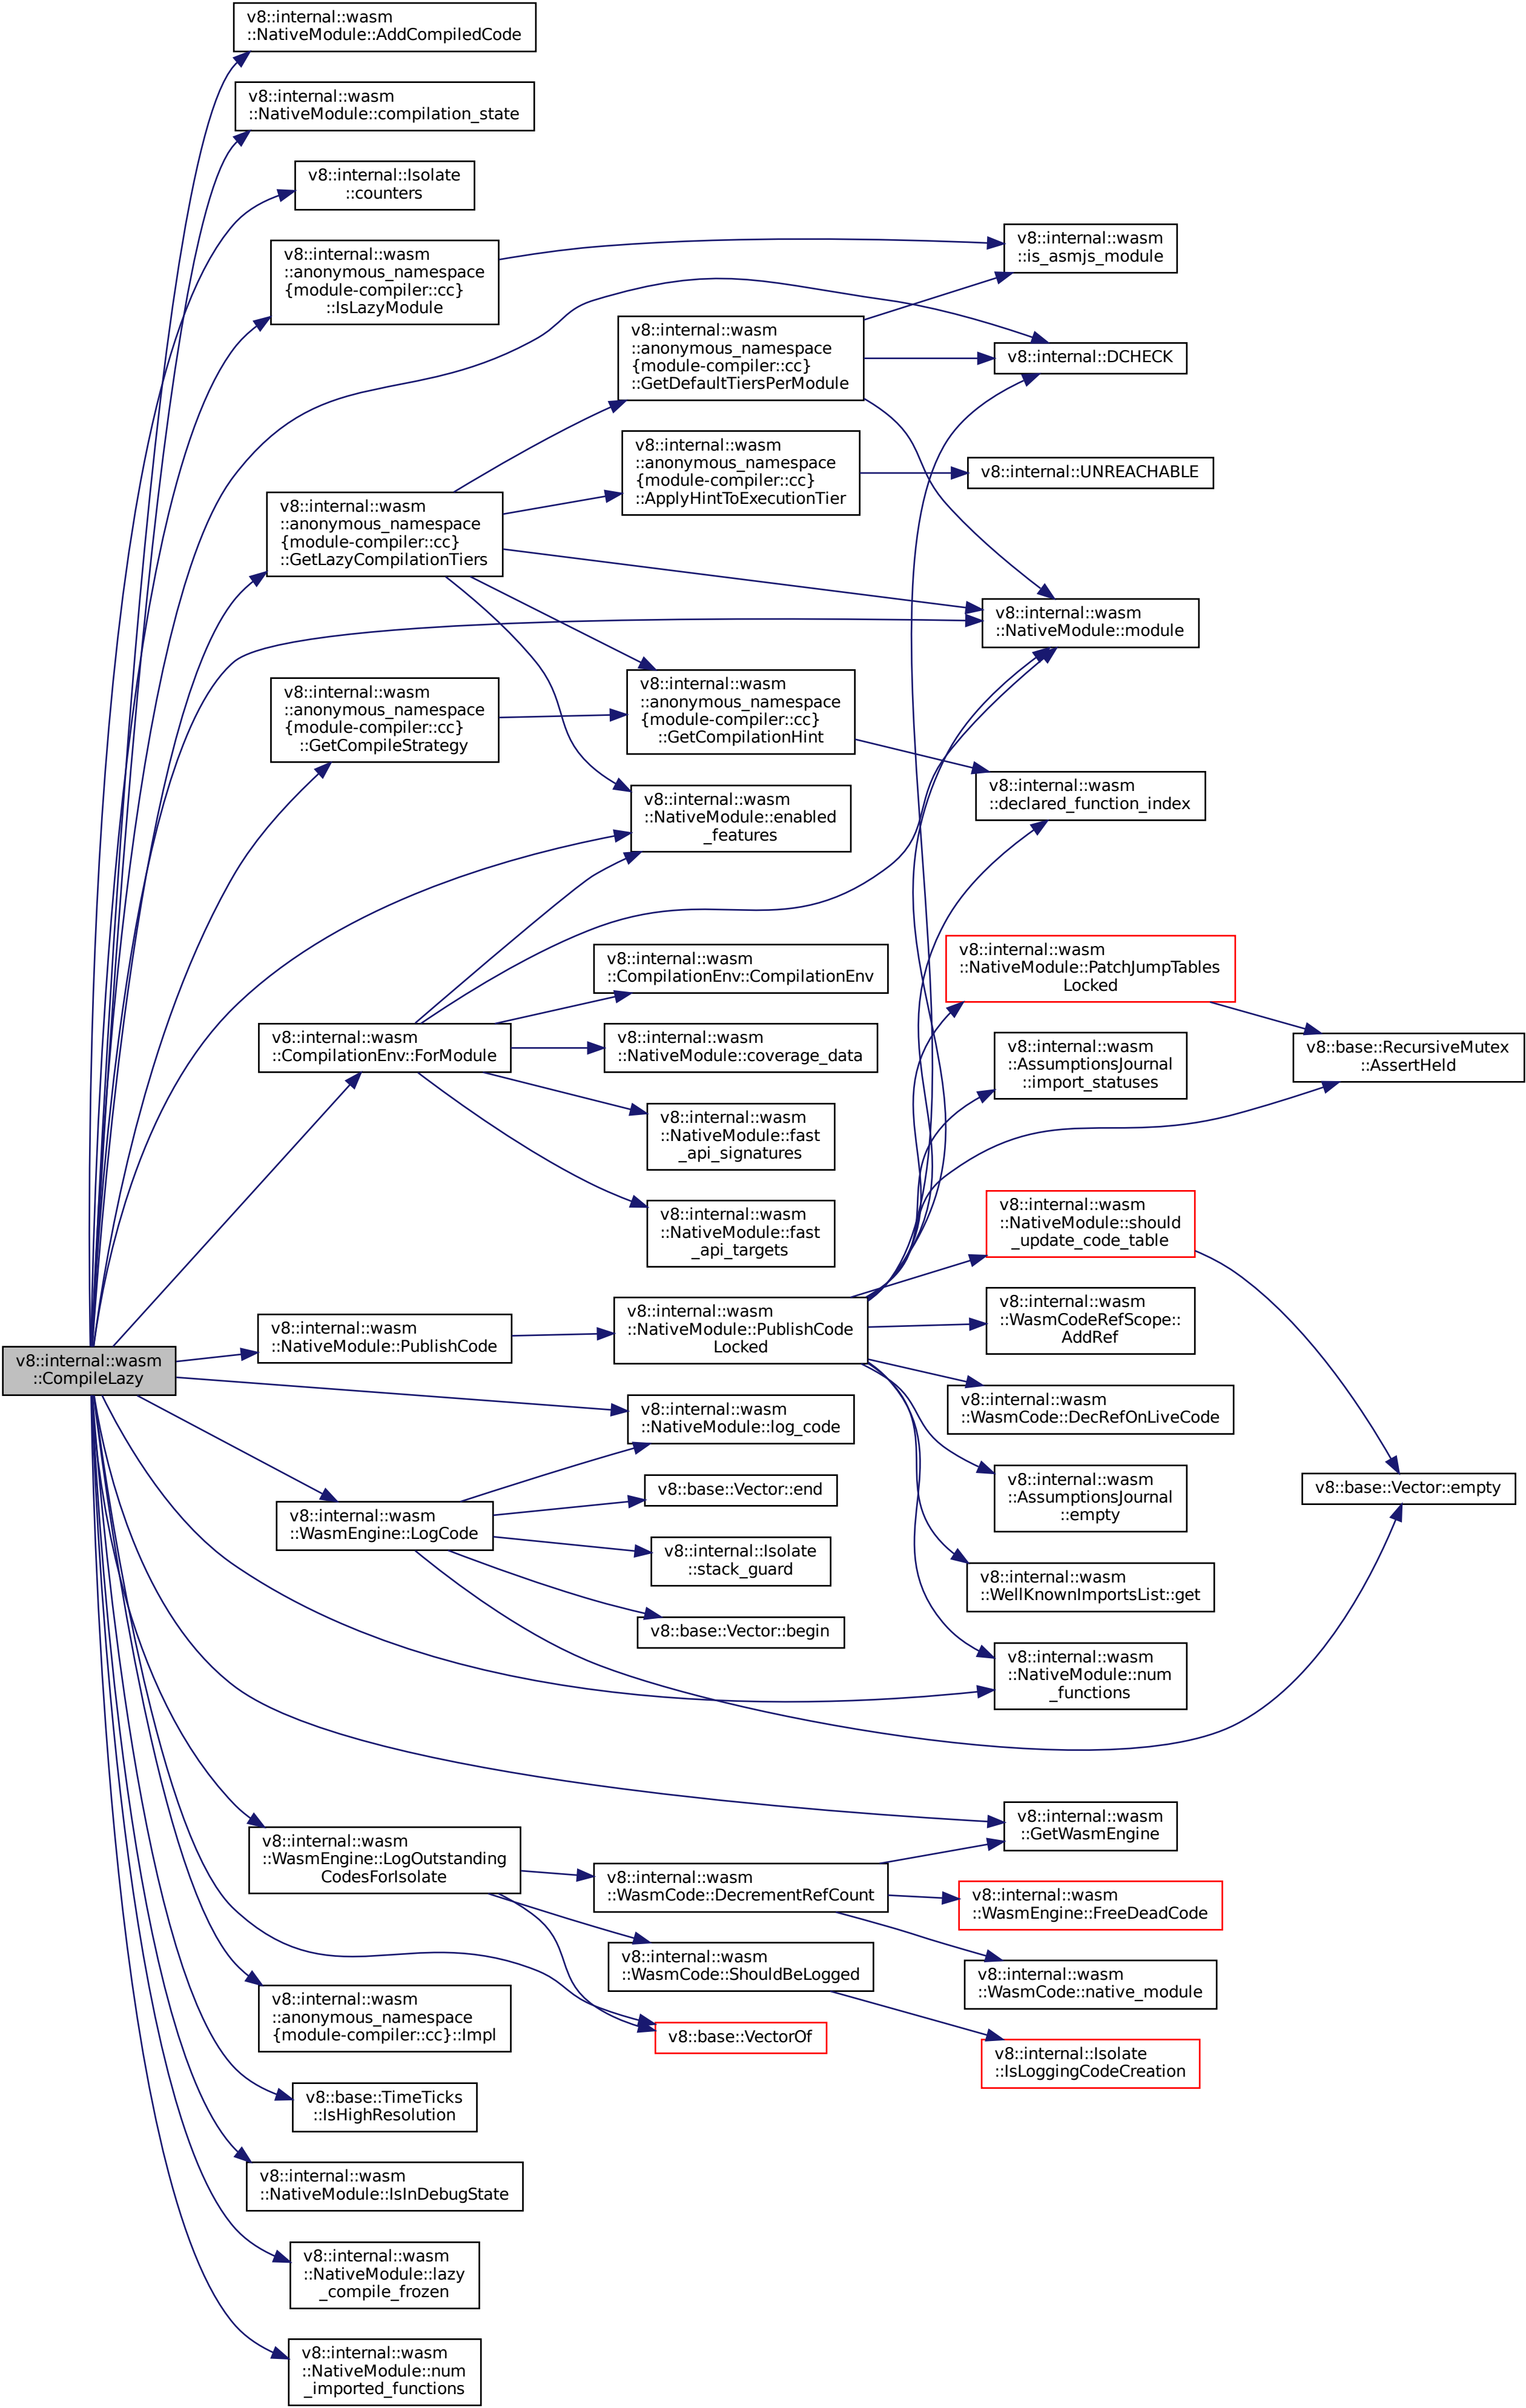 v8::internal::wasm
::CompileLazy
v8::internal::wasm
::NativeModule::AddCompiledCode
v8::internal::wasm
::NativeModule::compilation_state
v8::internal::Isolate
::counters
v8::internal::wasm
::anonymous_namespace
{module-compiler::cc}
::IsLazyModule
v8::internal::wasm
::is_asmjs_module
v8::internal::DCHECK
v8::internal::wasm
::anonymous_namespace
{module-compiler::cc}
::GetLazyCompilationTiers
v8::internal::wasm
::anonymous_namespace
{module-compiler::cc}
::GetDefaultTiersPerModule
v8::internal::wasm
::anonymous_namespace
{module-compiler::cc}
::ApplyHintToExecutionTier
v8::internal::UNREACHABLE
v8::internal::wasm
::NativeModule::module
v8::internal::wasm
::anonymous_namespace
{module-compiler::cc}
::GetCompileStrategy
v8::internal::wasm
::anonymous_namespace
{module-compiler::cc}
::GetCompilationHint
v8::internal::wasm
::declared_function_index
v8::internal::wasm
::NativeModule::enabled
_features
v8::internal::wasm
::CompilationEnv::ForModule
v8::internal::wasm
::CompilationEnv::CompilationEnv
v8::internal::wasm
::NativeModule::coverage_data
v8::internal::wasm
::NativeModule::fast
_api_signatures
v8::internal::wasm
::NativeModule::fast
_api_targets
v8::internal::wasm
::NativeModule::PublishCode
v8::internal::wasm
::NativeModule::PublishCode
Locked
v8::internal::wasm
::NativeModule::PatchJumpTables
Locked
v8::base::RecursiveMutex
::AssertHeld
v8::internal::wasm
::AssumptionsJournal
::import_statuses
v8::internal::wasm
::NativeModule::should
_update_code_table
v8::internal::wasm
::WasmCodeRefScope::
AddRef
v8::internal::wasm
::WasmCode::DecRefOnLiveCode
v8::internal::wasm
::AssumptionsJournal
::empty
v8::base::Vector::empty
v8::internal::wasm
::WellKnownImportsList::get
v8::internal::wasm
::NativeModule::num
_functions
v8::internal::wasm
::NativeModule::log_code
v8::internal::wasm
::WasmEngine::LogCode
v8::base::Vector::end
v8::internal::Isolate
::stack_guard
v8::base::Vector::begin
v8::internal::wasm
::GetWasmEngine
v8::internal::wasm
::WasmEngine::LogOutstanding
CodesForIsolate
v8::internal::wasm
::WasmCode::DecrementRefCount
v8::internal::wasm
::WasmEngine::FreeDeadCode
v8::internal::wasm
::WasmCode::native_module
v8::internal::wasm
::WasmCode::ShouldBeLogged
v8::internal::Isolate
::IsLoggingCodeCreation
v8::base::VectorOf
v8::internal::wasm
::anonymous_namespace
{module-compiler::cc}::Impl
v8::base::TimeTicks
::IsHighResolution
v8::internal::wasm
::NativeModule::IsInDebugState
v8::internal::wasm
::NativeModule::lazy
_compile_frozen
v8::internal::wasm
::NativeModule::num
_imported_functions